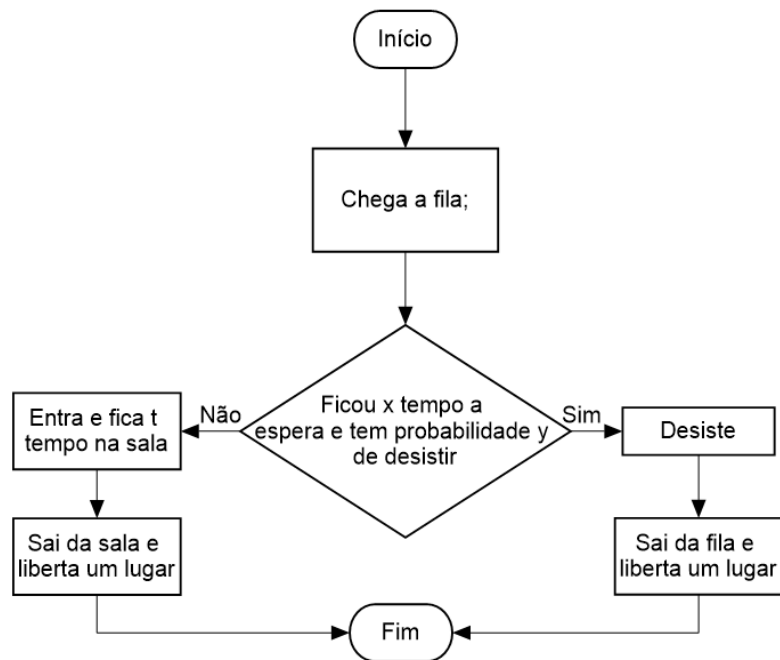 Início
Chega a fila;
Ficou x tempo a
espera e tem probabilidade y
de desistir
Não
Sim
Entra e fica t
tempo na sala
Desiste
Sai da sala e
liberta um lugar
Sai da fila e
liberta um lugar
Fim